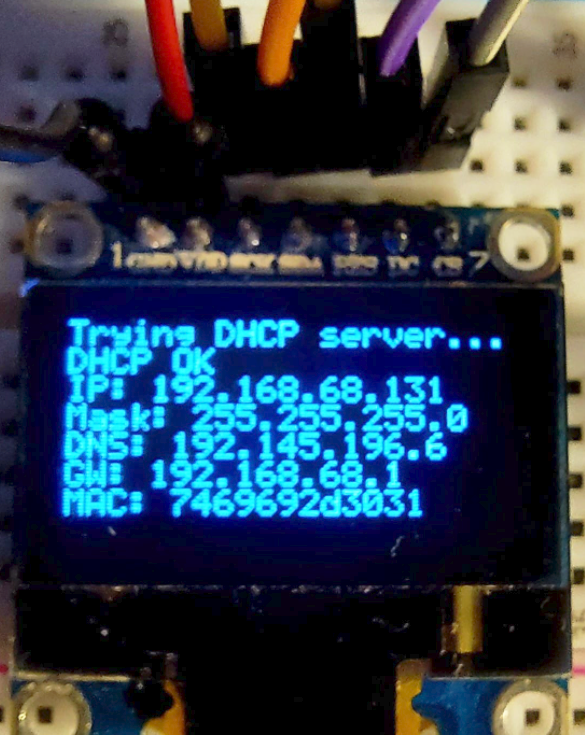 1 GND VDD SCK SDA RES DC CS 7
Trying DHCP server...
DHCP OK
IP: 192.168.68.131
Mask: 255.255.255.0
DNS: 192.145.196.6
GW: 192.168.68.1
MAC: 7469692d3031